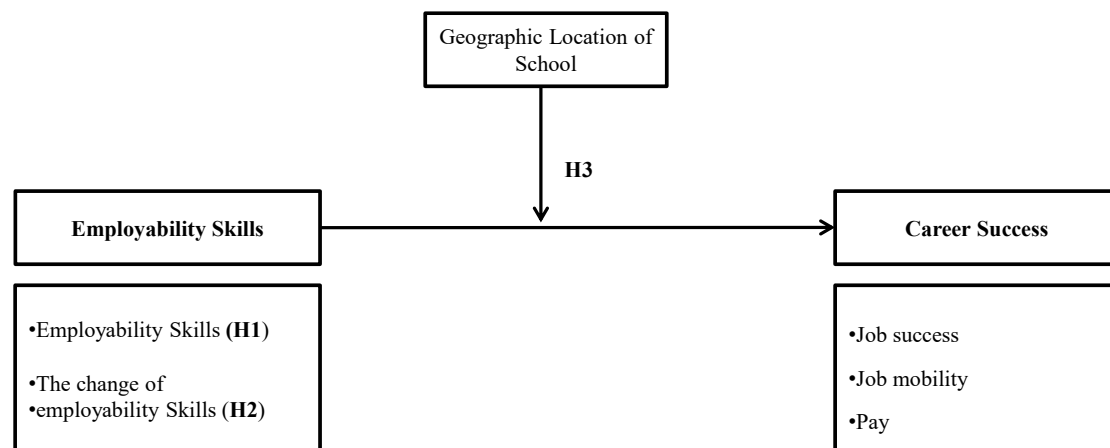 Geographic Location of
School
H3
Employability Skills
Career Success
•Employability Skills (H1)
•The change of
•employability Skills (H2)
•Job success
•Job mobility
•Pay